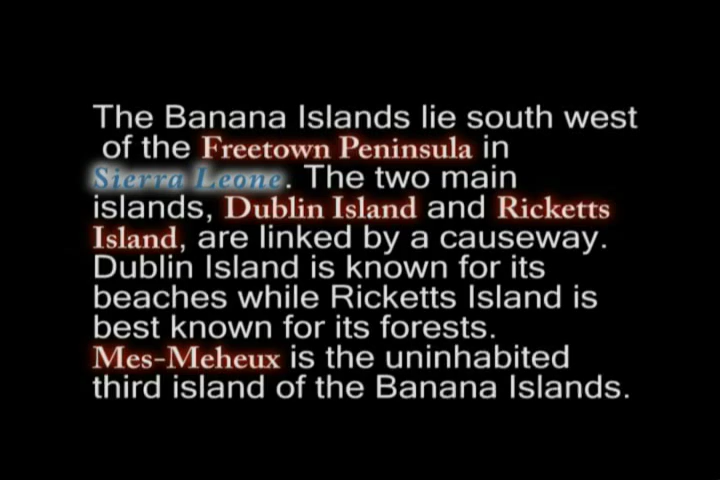 The Banana Islands lie south west
of the Freetown Peninsula in
Sierra Leone. The two main
islands, Dublin Island and Ricketts
Island, are linked by a causeway.
Dublin Island is known for its
beaches while Ricketts Island is
best known for its forests.
Mes-Meheux is the uninhabited
third island of the Banana Islands.